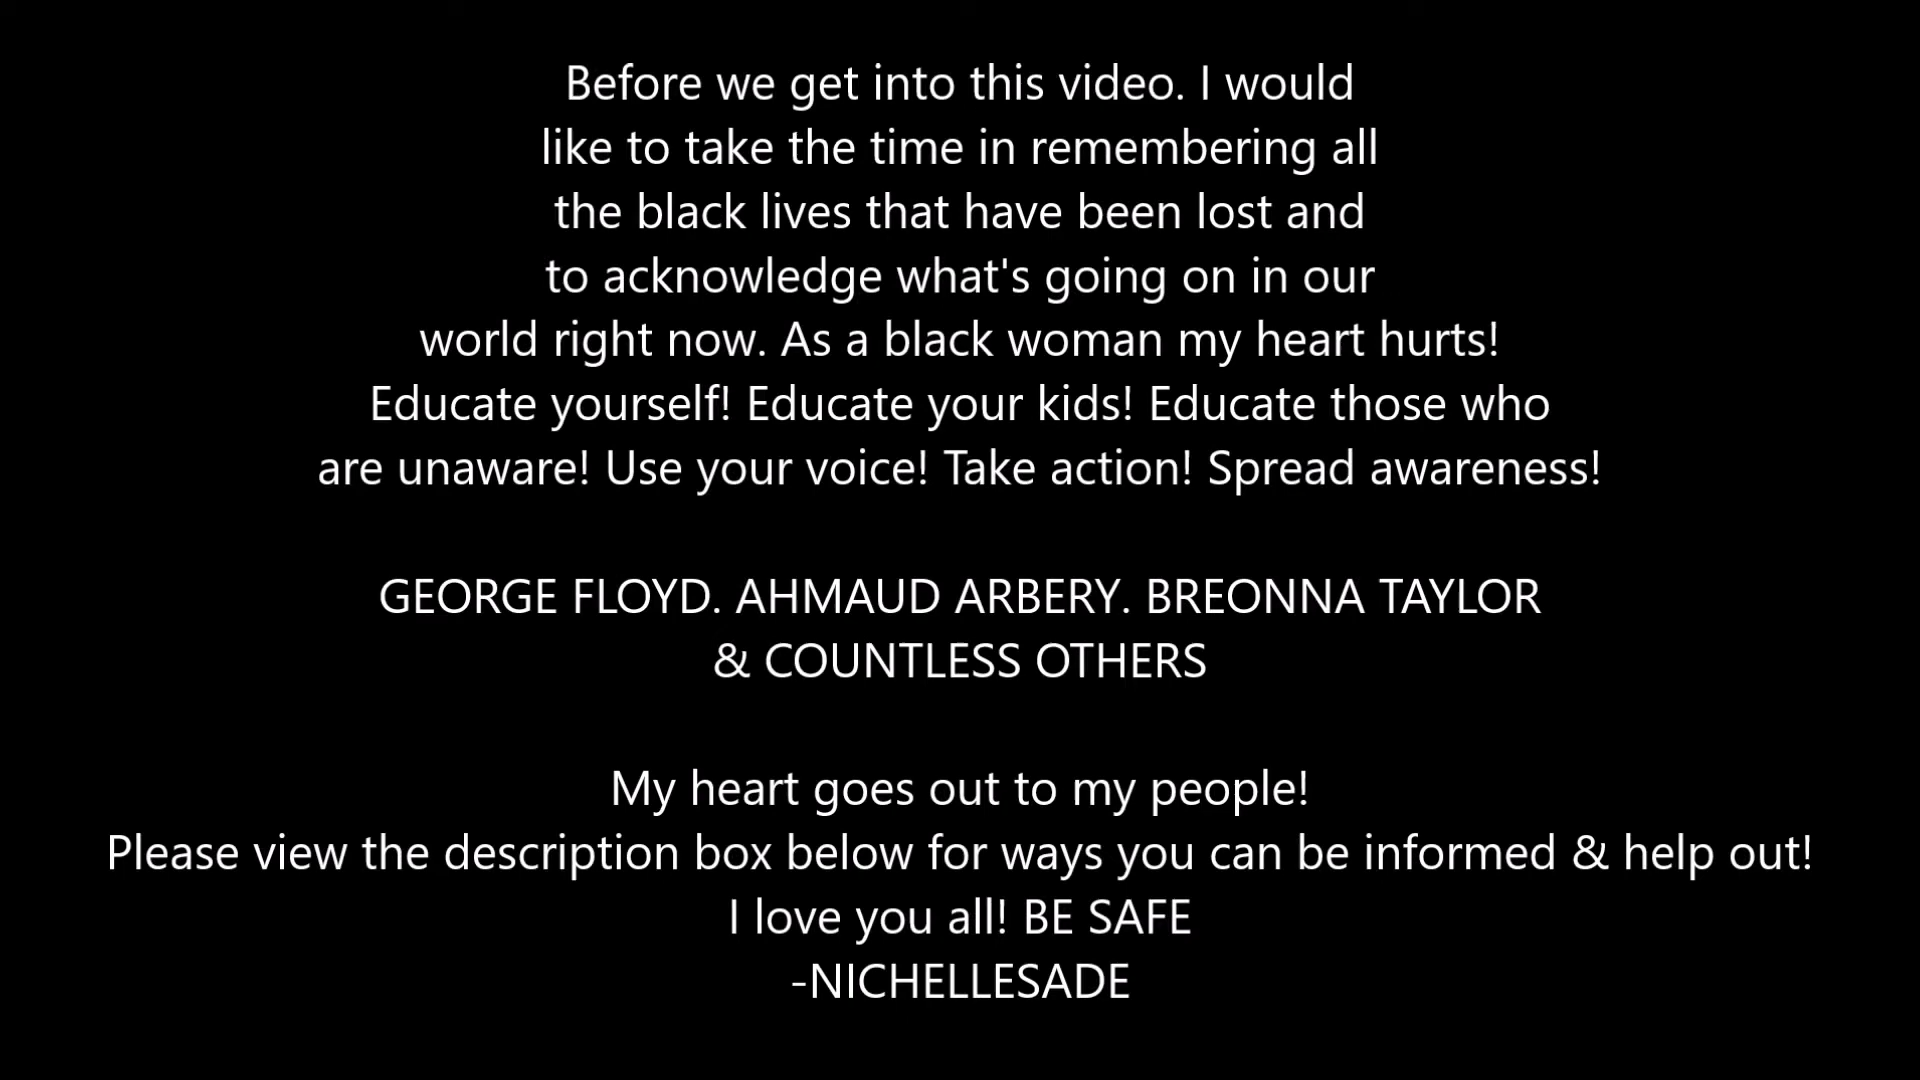 Before we get into this video. I would
like to take the time in remembering all
the black lives that have been lost and
to acknowledge what's going on in our
world right now. As a black woman my heart hurts!
Educate yourself! Educate your kids! Educate those who
are unaware! Use your voice! Take action! Spread awareness!
GEORGE FLOYD. AHMAUD ARBERY. BREONNA TAYLOR
& COUNTLESS OTHERS
My heart goes out to my people!
Please view the description box below for ways you can be informed & help out!
I love you all! BE SAFE
-NICHELLESADE